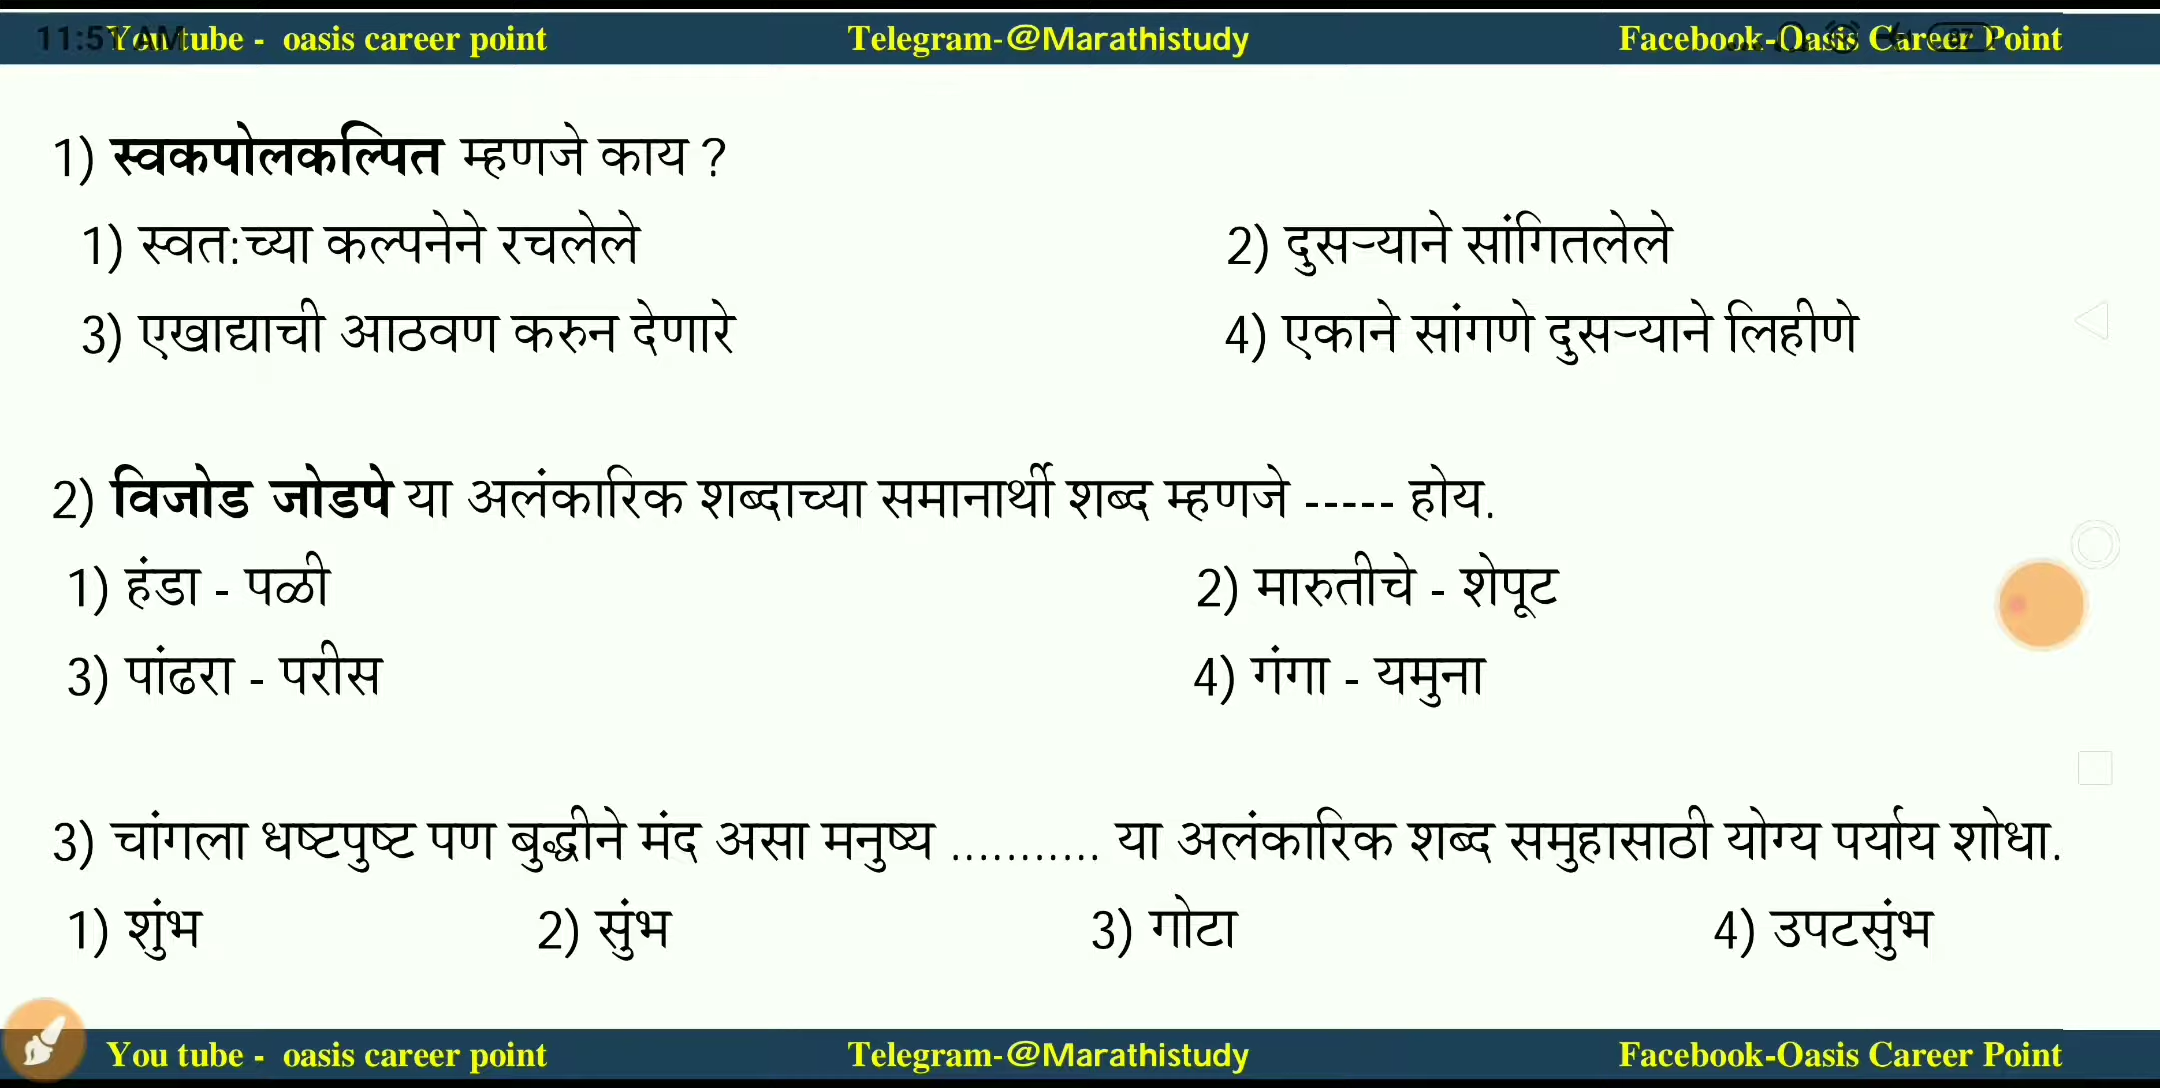 You tube - oasis career point Telegram-@Marathistudy Facebook-Oasis Career Point
1) स्वकपोलकल्पित म्हणजे काय ?
1) स्वत:च्या कल्पनेने रचलेले 2) दुसऱ्याने सांगितलेले
3) एखाद्याची आठवण करुन देणारे 4) एकाने सांगणे दुसऱ्याने लिहीणे
2) विजोड जोडपे या अलंकारिक शब्दाच्या समानार्थी शब्द म्हणजे ----- होय.
1) हंडा - पळी 2) मारुतीचे - शेपूट
3) पांढरा - परीस 4) गंगा - यमुना
3) चांगला धष्टपुष्ट पण बुद्धीने मंद असा मनुष्य ........... या अलंकारिक शब्द समुहासाठी योग्य पर्याय शोधा.
1) शुंभ 2) सुंभ 3) गोटा 4) उपटसुंभ
You tube - oasis career point Telegram-@Marathistudy Facebook-Oasis Career Point